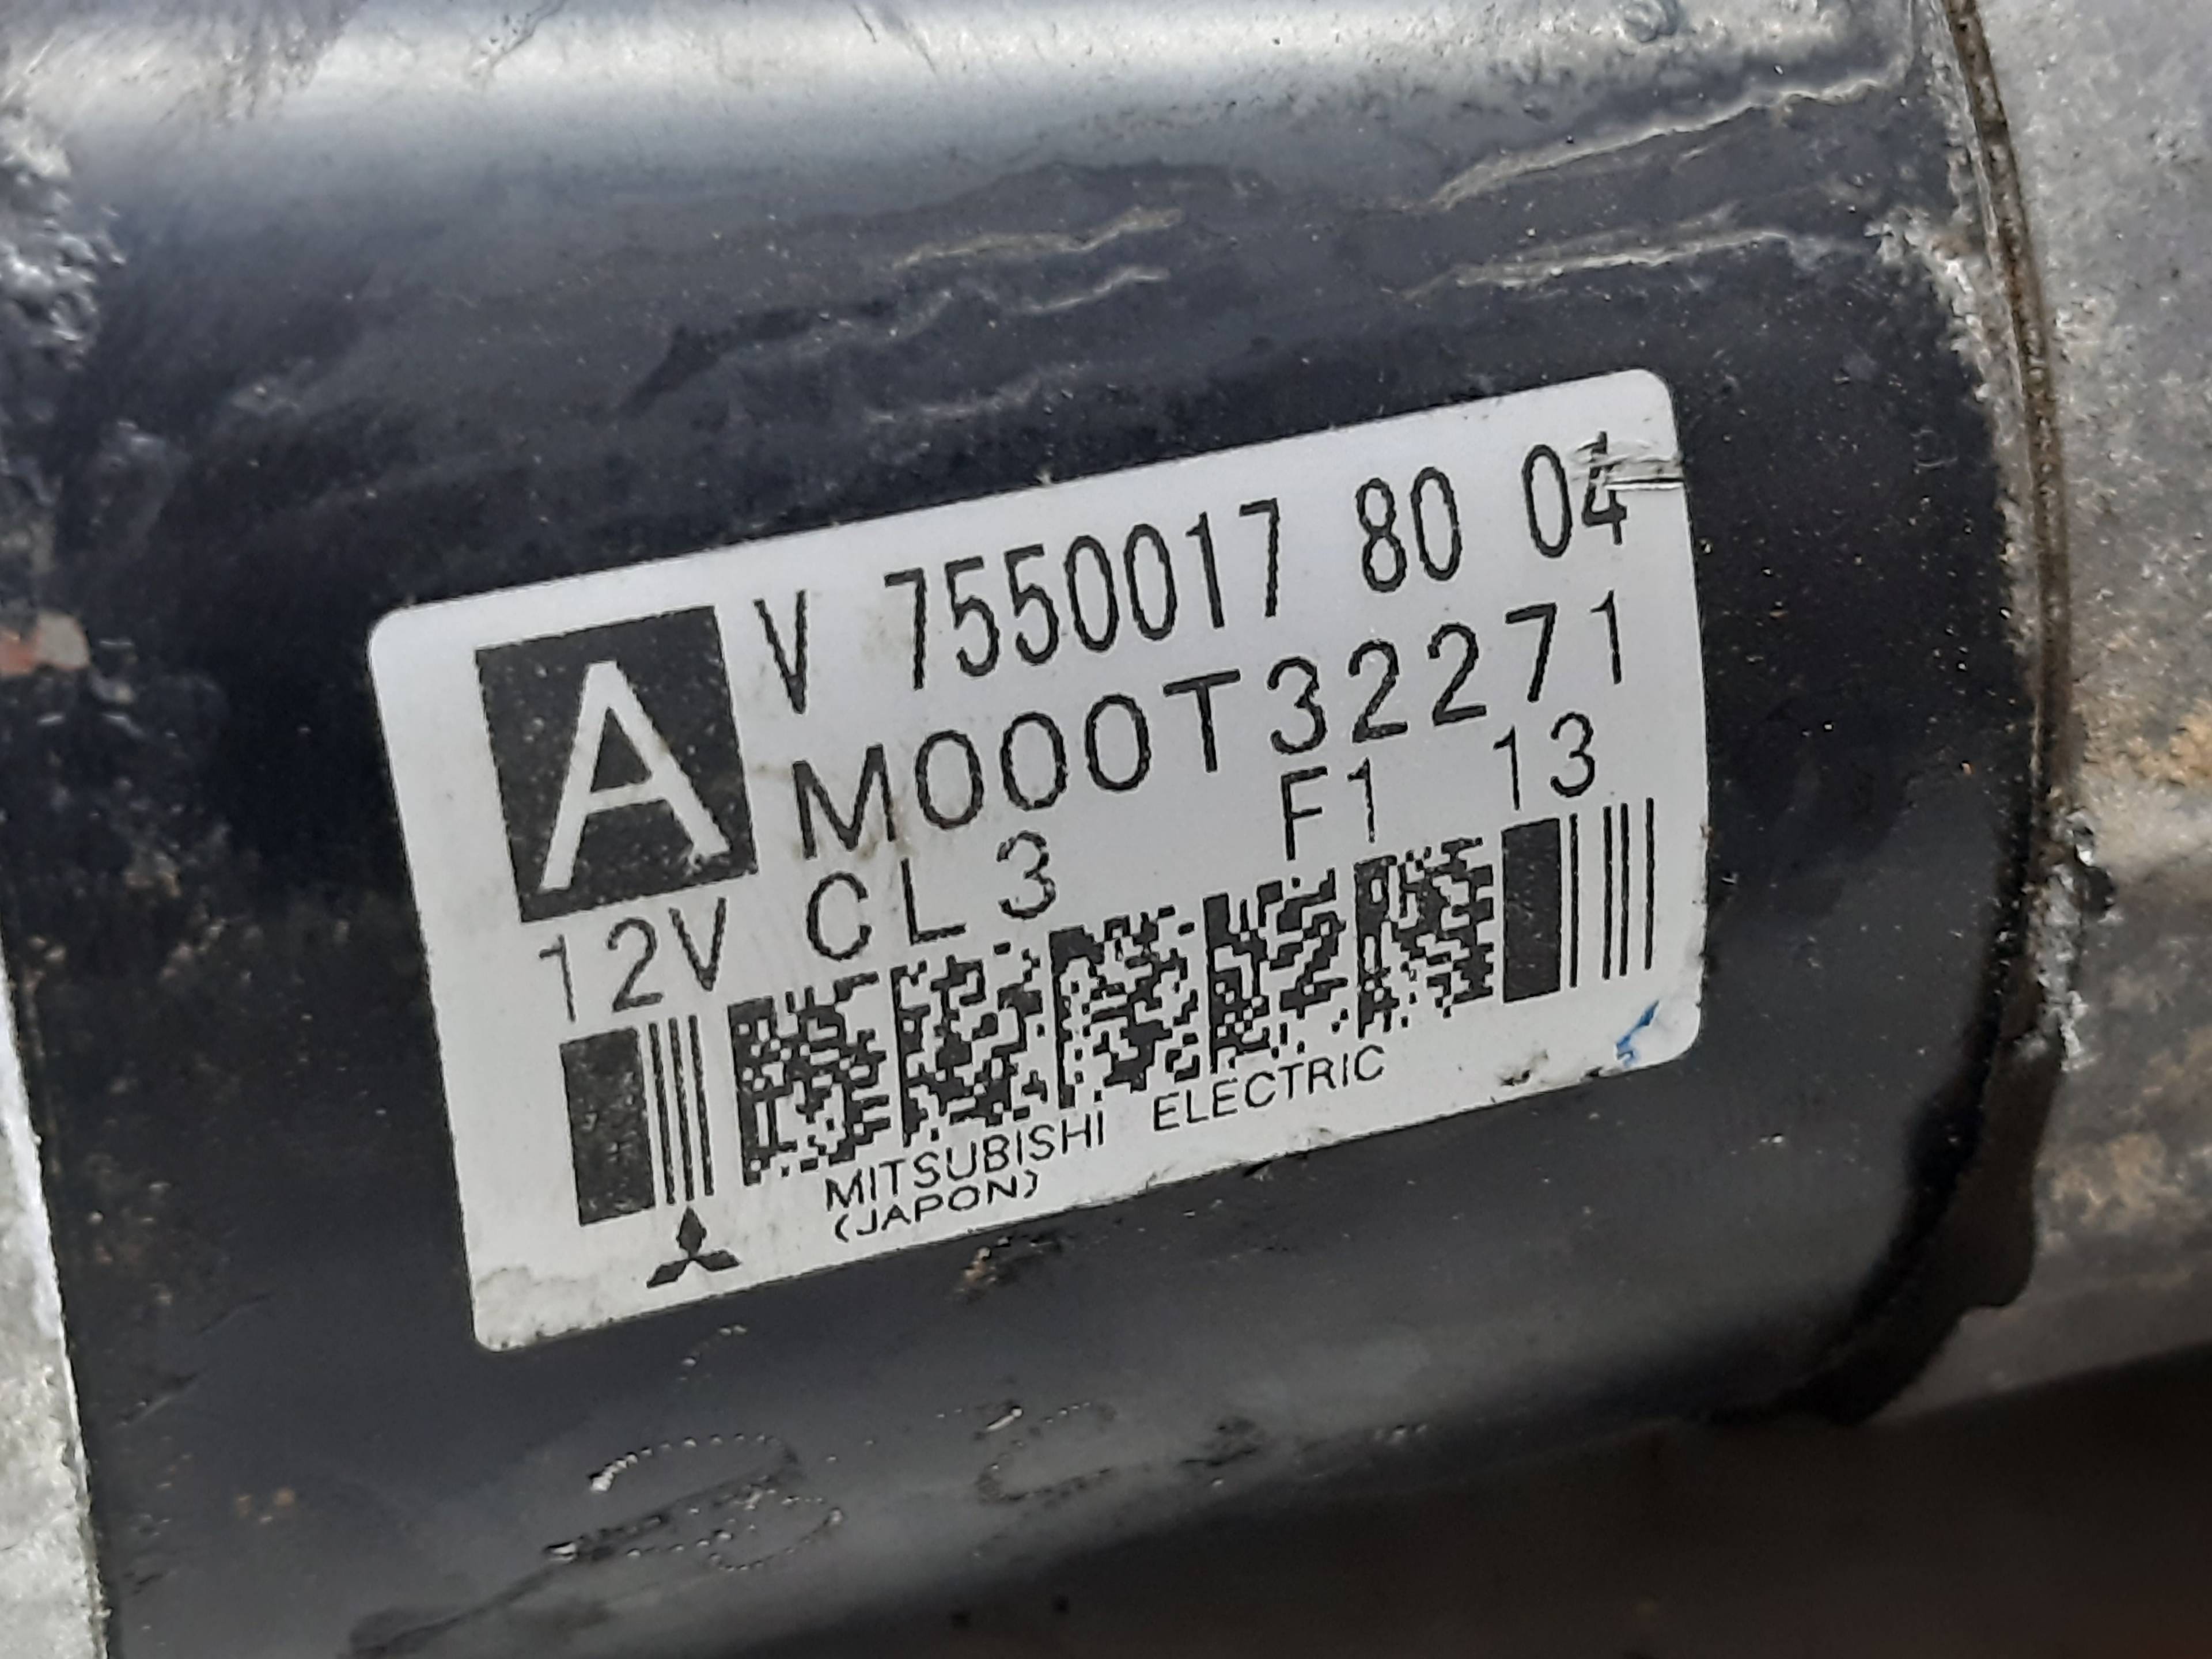 V 7550017 80 04
A M000T32271
12V CL3 F1 13
MITSUBISHI ELECTRIC
(JAPON)